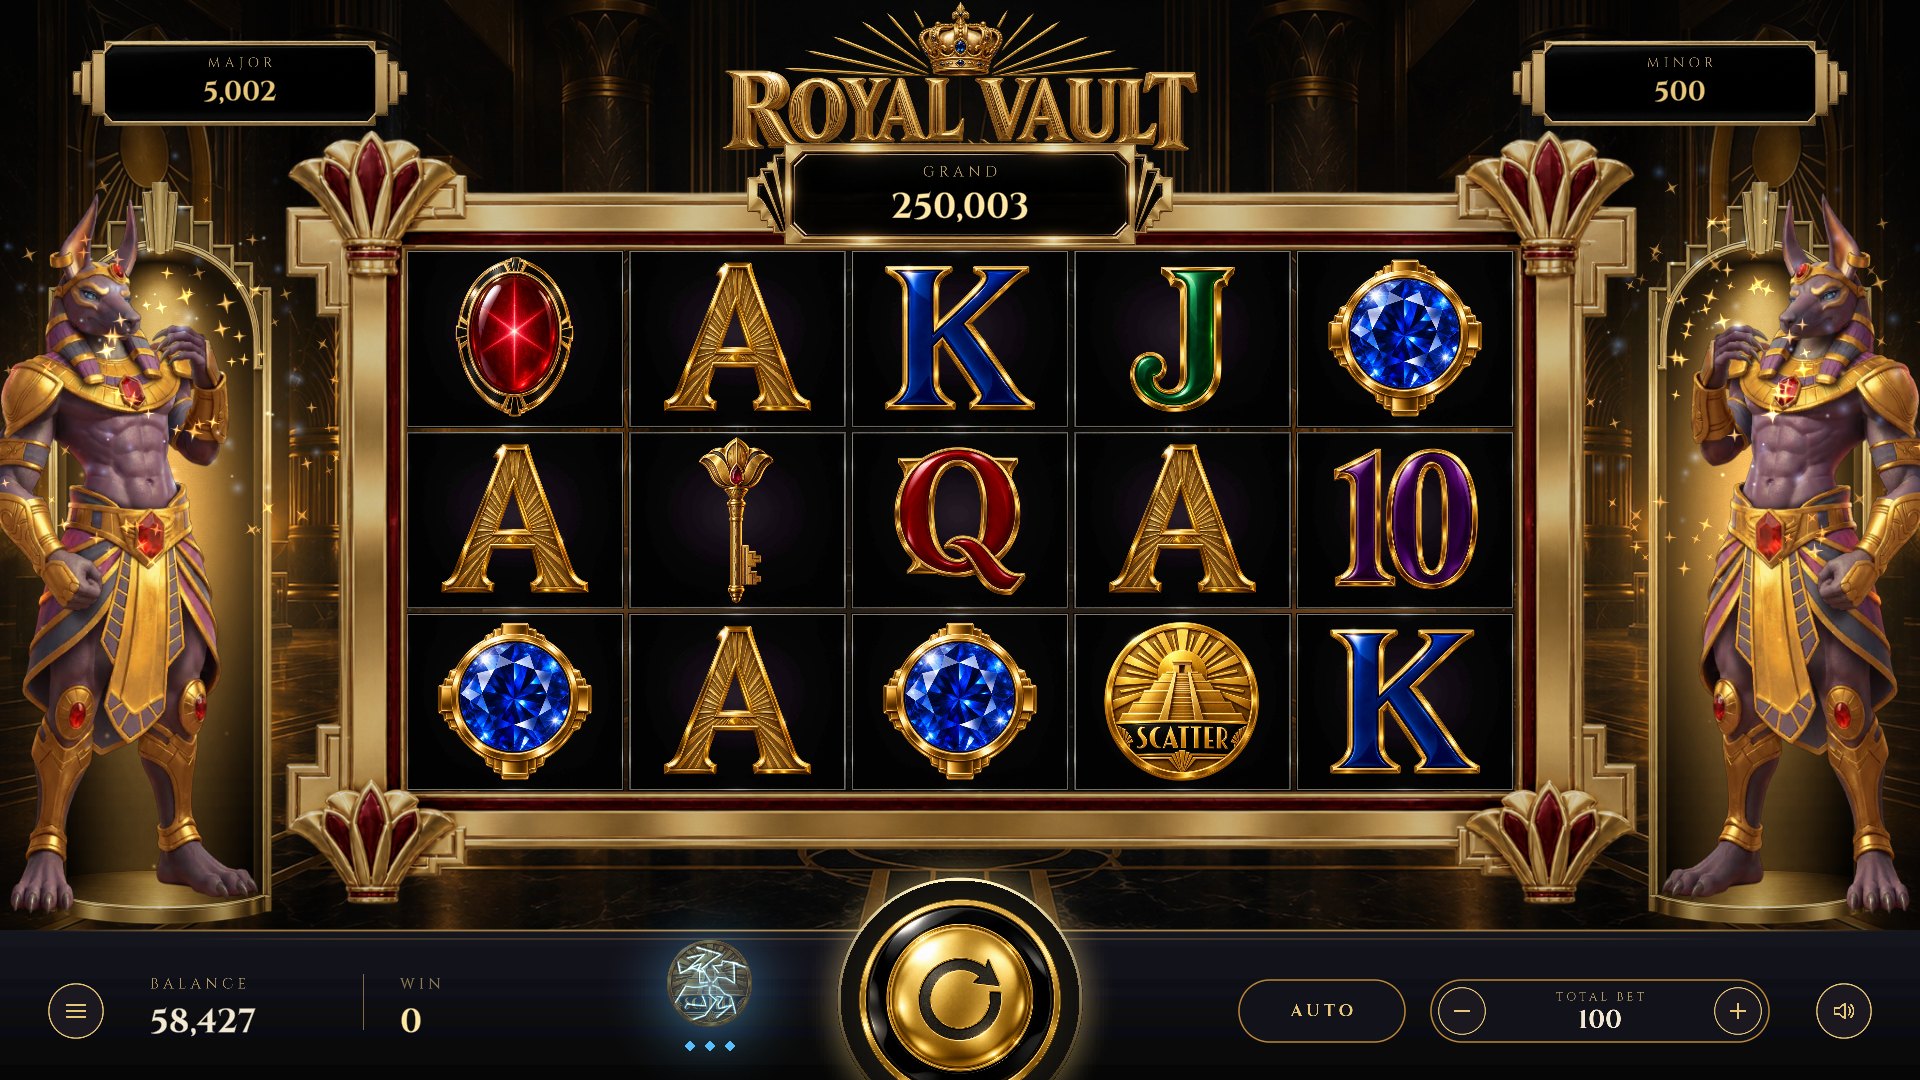 MAJOR
5,002
ROYAL VAULT
MINOR
500
GRAND
250,003
A
K
J
A
Q
A
10
A
SCATTER
K
BALANCE
58,427
WIN
0
AUTO
TOTAL BET
100